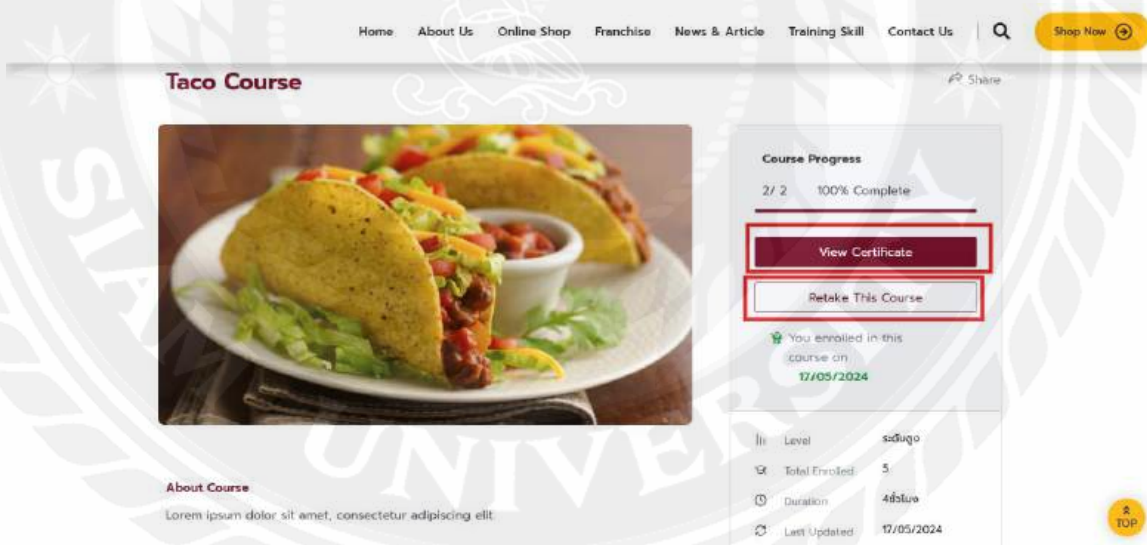 Home About Us Online Shop Franchise News & Article Training Skill Contact Us Shop Now
Taco Course
Share
Course Progress
2/ 2 100% Complete
View Certificate
Retake This Course
You enrolled in this
course on
17/05/2024
Level ระดับสูง
Total Enrolled 5
Duration 4ชั่วโมง
Last Updated 17/05/2024
About Course
Lorem ipsum dolor sit amet, consectetur adipiscing elit
TOP
SIAM UNIVERSITY